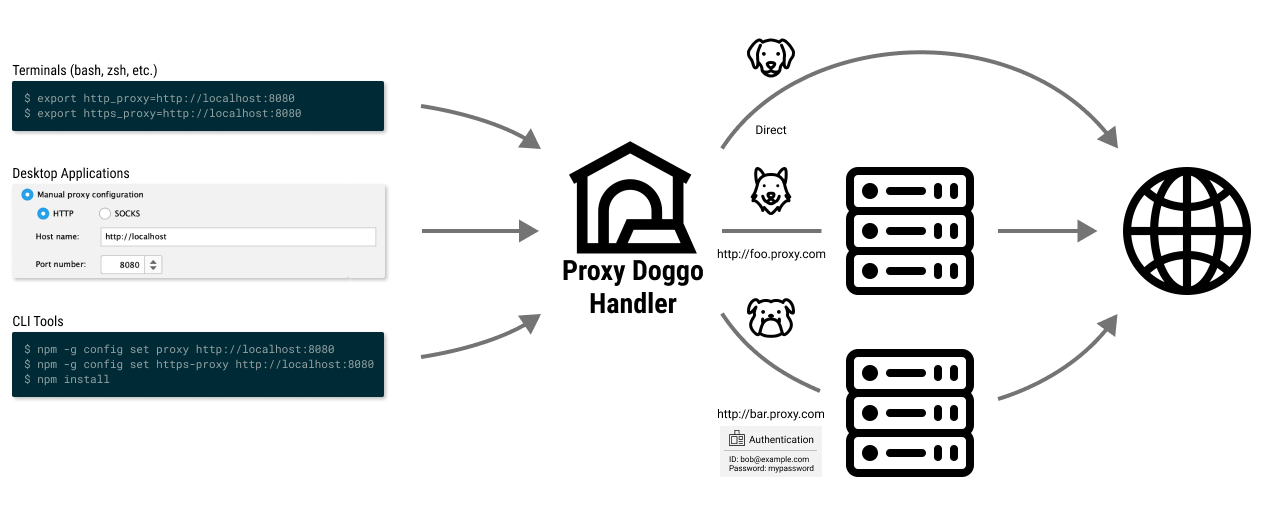 Terminals (bash, zsh, etc.)
$ export http_proxy=http://localhost:8080
$ export https_proxy=http://localhost:8080
Desktop Applications
Manual proxy configuration
HTTP SOCKS
Host name: http://localhost
Port number: 8080
CLI Tools
$ npm -g config set proxy http://localhost:8080
$ npm -g config set https-proxy http://localhost:8080
$ npm install
Proxy Doggo
Handler
Direct
http://foo.proxy.com
http://bar.proxy.com
Authentication
ID: bob@example.com
Password: mypassword